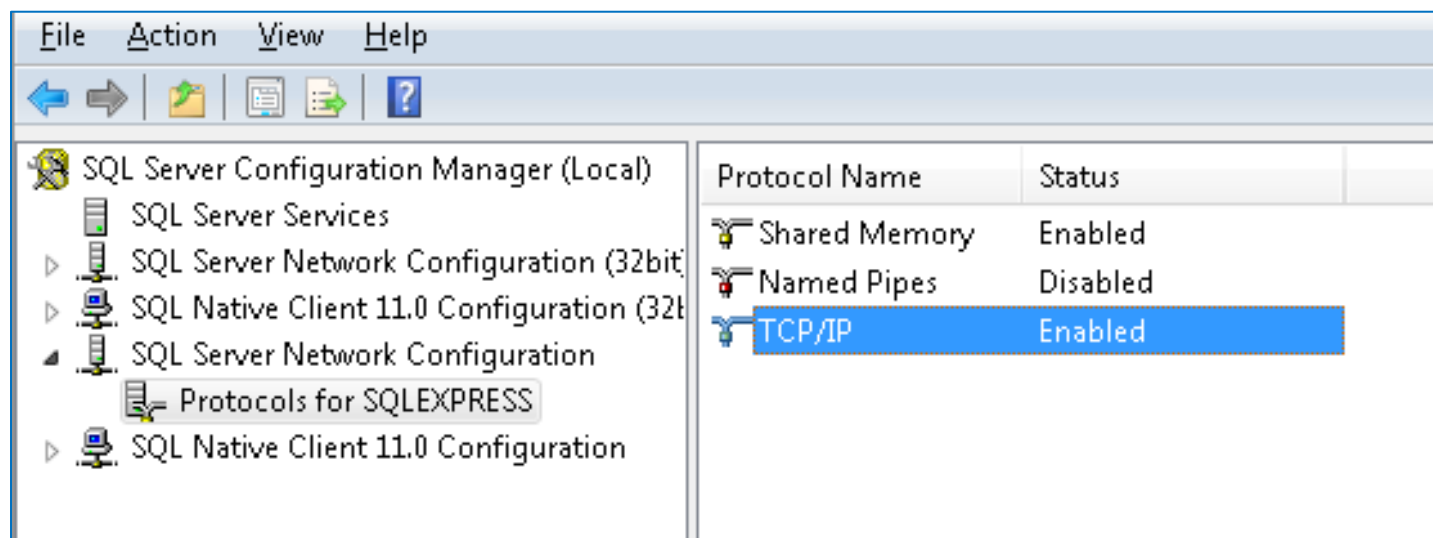 File Action View Help
SQL Server Configuration Manager (Local)
SQL Server Services
SQL Server Network Configuration (32bit
SQL Native Client 11.0 Configuration (32b
SQL Server Network Configuration
Protocols for SQLEXPRESS
SQL Native Client 11.0 Configuration
Protocol Name Status
Shared Memory Enabled
Named Pipes Disabled
TCP/IP Enabled